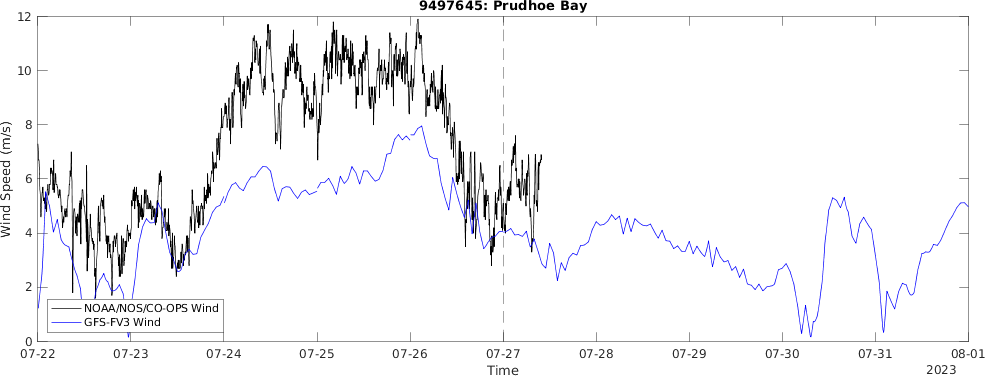 9497645: Prudhoe Bay
12
10
8
6
4
2
0
Wind Speed (m/s)
NOAA/NOS/CO-OPS Wind
GFS-FV3 Wind
07-22 07-23 07-24 07-25 07-26 07-27 07-28 07-29 07-30 07-31 08-01
Time
2023